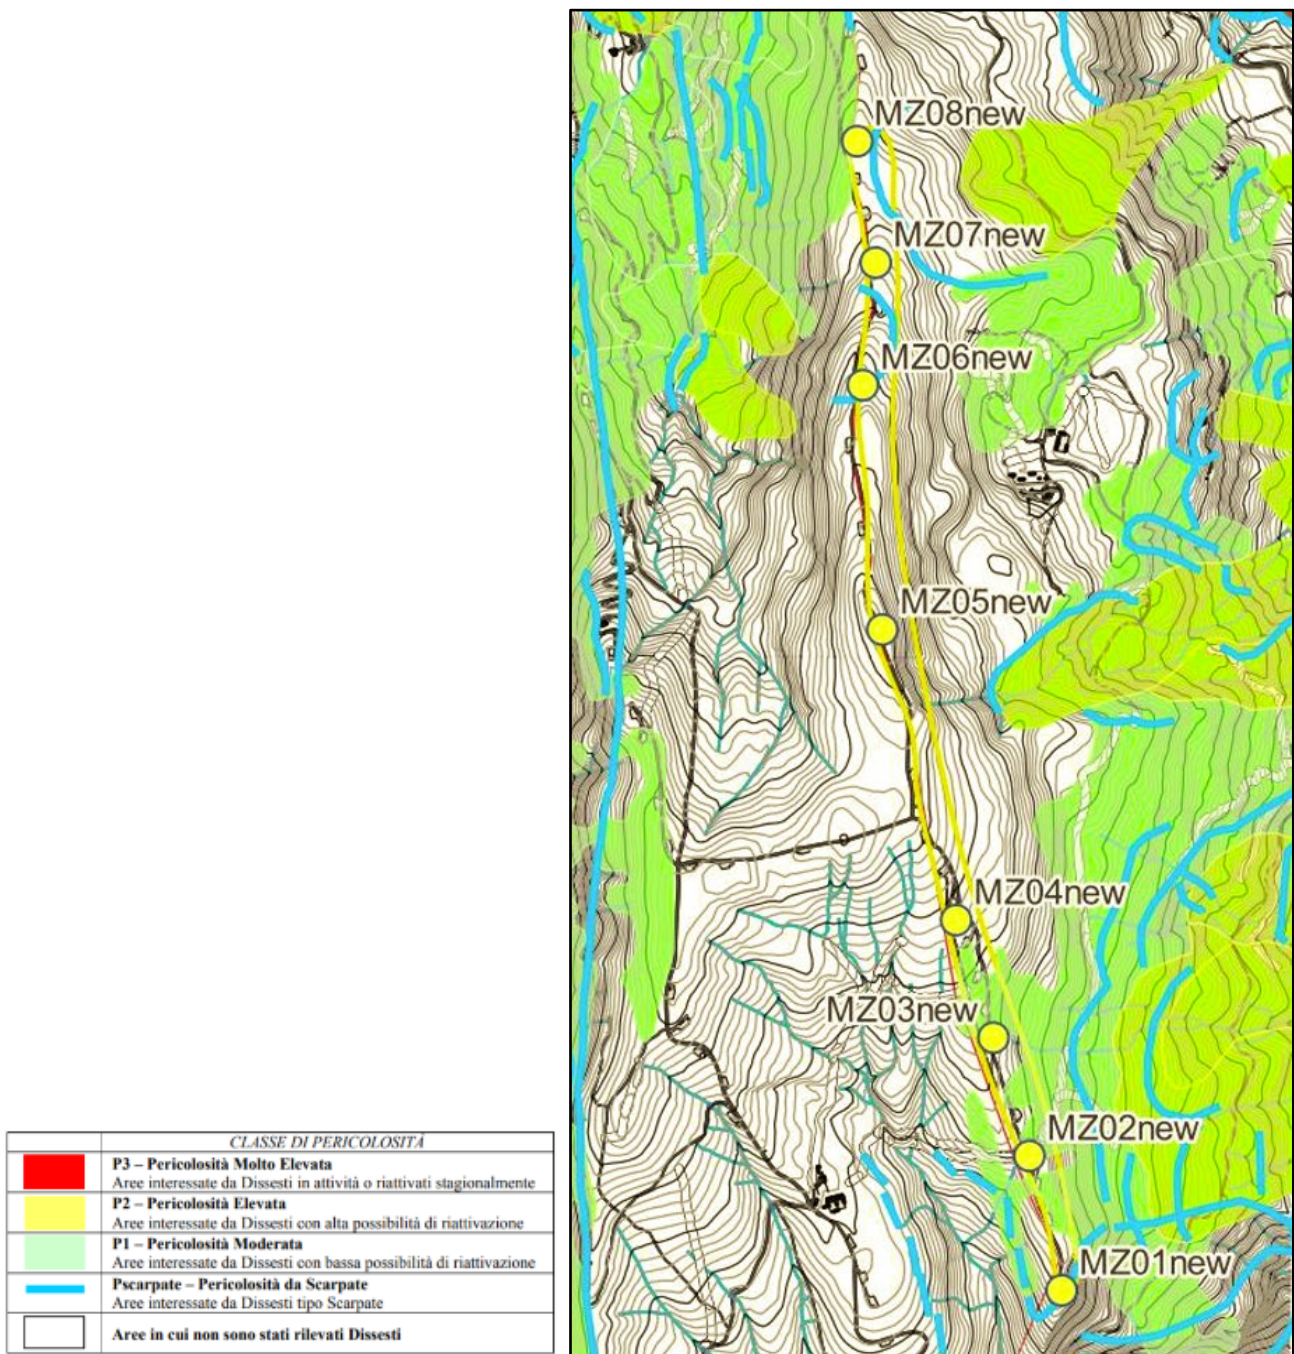 MZ08new
MZ07new
MZ06new
MZ05new
MZ04new
MZ03new
MZ02new
MZ01new
CLASSE DI PERICOLOSITÀ
P3 – Pericolosità Molto Elevata
Aree interessate da Dissesti in attività o riattivati stagionalmente
P2 – Pericolosità Elevata
Aree interessate da Dissesti con alta possibilità di riattivazione
P1 – Pericolosità Moderata
Aree interessate da Dissesti con bassa possibilità di riattivazione
Pscarpate – Pericolosità da Scarpate
Aree interessate da Dissesti tipo Scarpate
Aree in cui non sono stati rilevati Dissesti